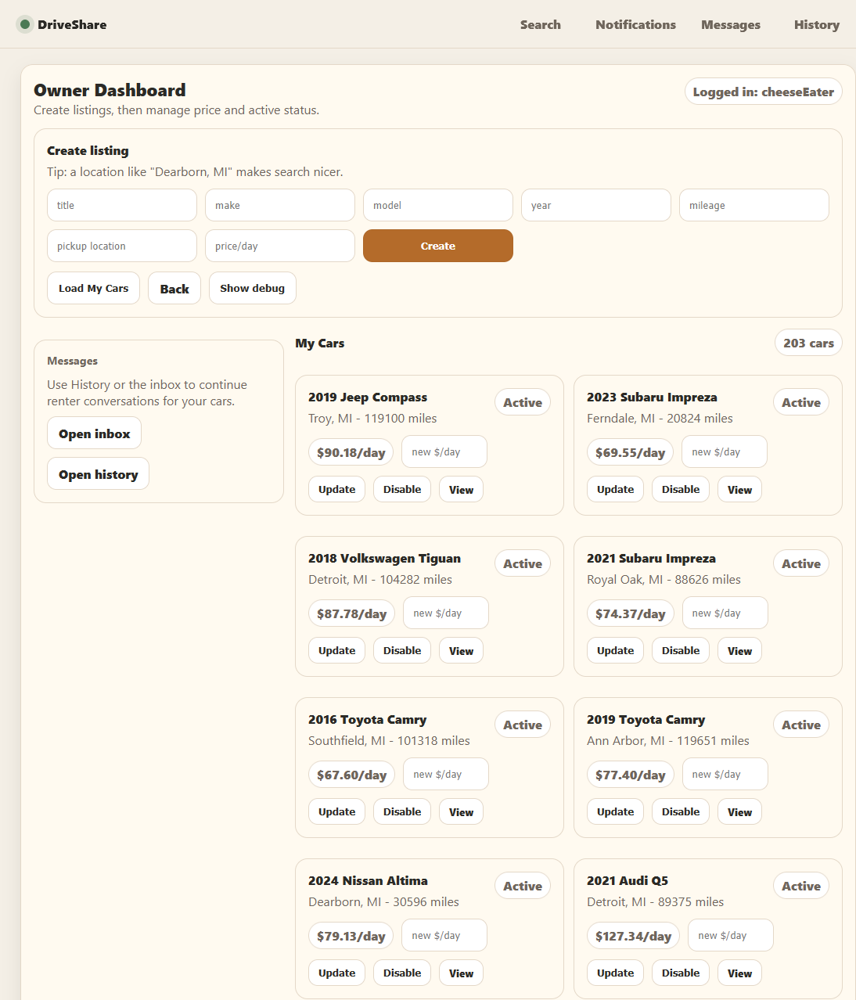 DriveShare
Search Notifications Messages History
Owner Dashboard
Logged in: cheeseEater
Create listings, then manage price and active status.
Create listing
Tip: a location like "Dearborn, MI" makes search nicer.
title make model year mileage
pickup location price/day Create
Load My Cars Back Show debug
Messages
Use History or the inbox to continue
renter conversations for your cars.
Open inbox
Open history
My Cars
203 cars
2019 Jeep Compass
Active
Troy, MI - 119100 miles
$90.18/day new $/day
Update Disable View
2023 Subaru Impreza
Active
Ferndale, MI - 20824 miles
$69.55/day new $/day
Update Disable View
2018 Volkswagen Tiguan
Active
Detroit, MI - 104282 miles
$87.78/day new $/day
Update Disable View
2021 Subaru Impreza
Active
Royal Oak, MI - 88626 miles
$74.37/day new $/day
Update Disable View
2016 Toyota Camry
Active
Southfield, MI - 101318 miles
$67.60/day new $/day
Update Disable View
2019 Toyota Camry
Active
Ann Arbor, MI - 119651 miles
$77.40/day new $/day
Update Disable View
2024 Nissan Altima
Active
Dearborn, MI - 30596 miles
$79.13/day new $/day
Update Disable View
2021 Audi Q5
Active
Detroit, MI - 89375 miles
$127.34/day new $/day
Update Disable View